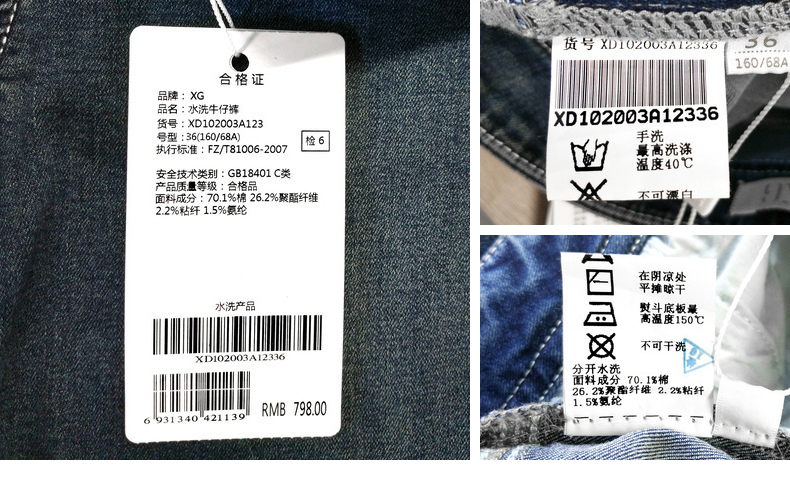 合格证
品牌： XG
品名：水洗牛仔裤
货号：XD102003A123
号型：36(160/68A)
执行标准：FZ/T81006-2007
检 6
安全技术类别：GB18401 C类
产品质量等级：合格品
面料成分：70.1%棉 26.2%聚酯纤维
2.2%粘纤 1.5%氨纶
水洗产品
XD102003A12336
6 931340 421139
RMB 798.00
货号 XD102003A12336
XD102003A12336
手洗
最高洗涤
温度40℃
不可漂白
36
160/68A
在阴凉处
平摊晾干
熨斗底板最
高温度150℃
不可干洗
分开水洗
面料成分 70.1%棉
26.2%聚酯纤维 2.2%粘纤
1.5%氨纶